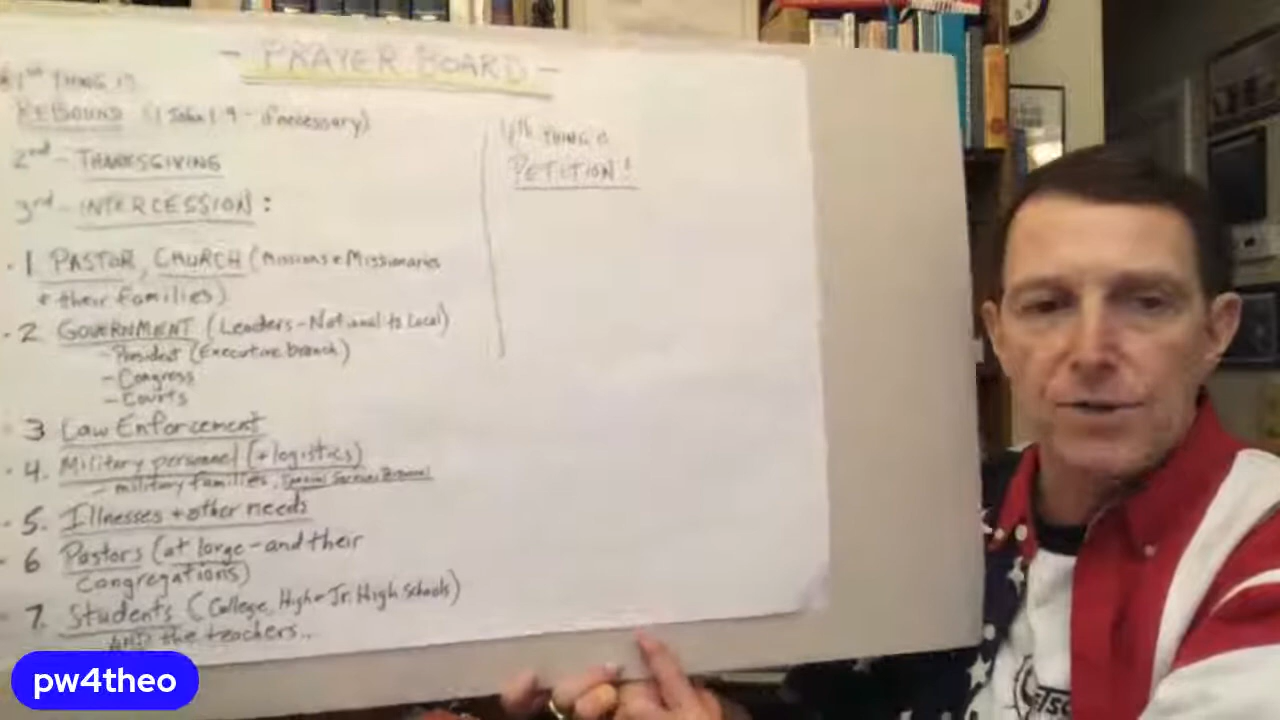 - PRAYER BOARD -
1st THING is
REBOUND (1 John 1:9 - if necessary)
2nd - THANKSGIVING
3rd - INTERCESSION :
. 1 PASTOR, CHURCH (Missions + Missionaries
+ their families)
. 2 GOVERNMENT (Leaders - National to Local)
- President (Executive branch)
- Congress
- Courts
3 Law Enforcement
. 4. Military personnel (+ logistics)
- military families, Special Services
- 5. Illnesses + other needs
- 6 Pastors (at large - and their
congregations)
- 7. Students (College, High + Jr. High Schools)
AND the teachers..
4th THING is
PETITION!
pw4theo